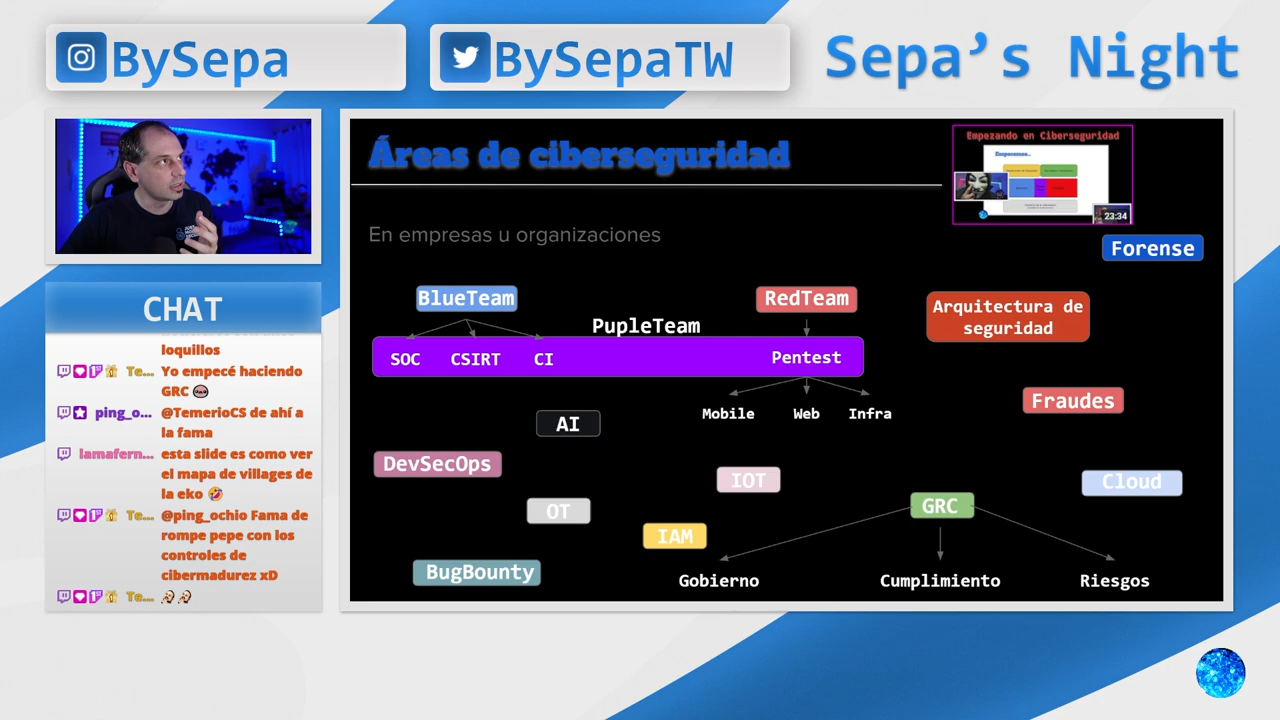 BySepa
BySepaTW
Sepa’s Night
CHAT
loquillos
Te... Yo empecé haciendo
GRC
ping_o... @TemerioCS de ahí a
la fama
lamafern... esta slide es como ver
el mapa de villages de
la eko
Te... @ping_ochio Fama de
rompe pepe con los
controles de
cibermadurez xD
Te...
Áreas de ciberseguridad
Empezando en Ciberseguridad
Empecemos..
23:34
En empresas u organizaciones
Forense
BlueTeam
RedTeam
Arquitectura de
seguridad
PupleTeam
SOC
CSIRT
CI
Pentest
Mobile
Web
Infra
Fraudes
AI
DevSecOps
IOT
Cloud
OT
GRC
IAM
BugBounty
Gobierno
Cumplimiento
Riesgos